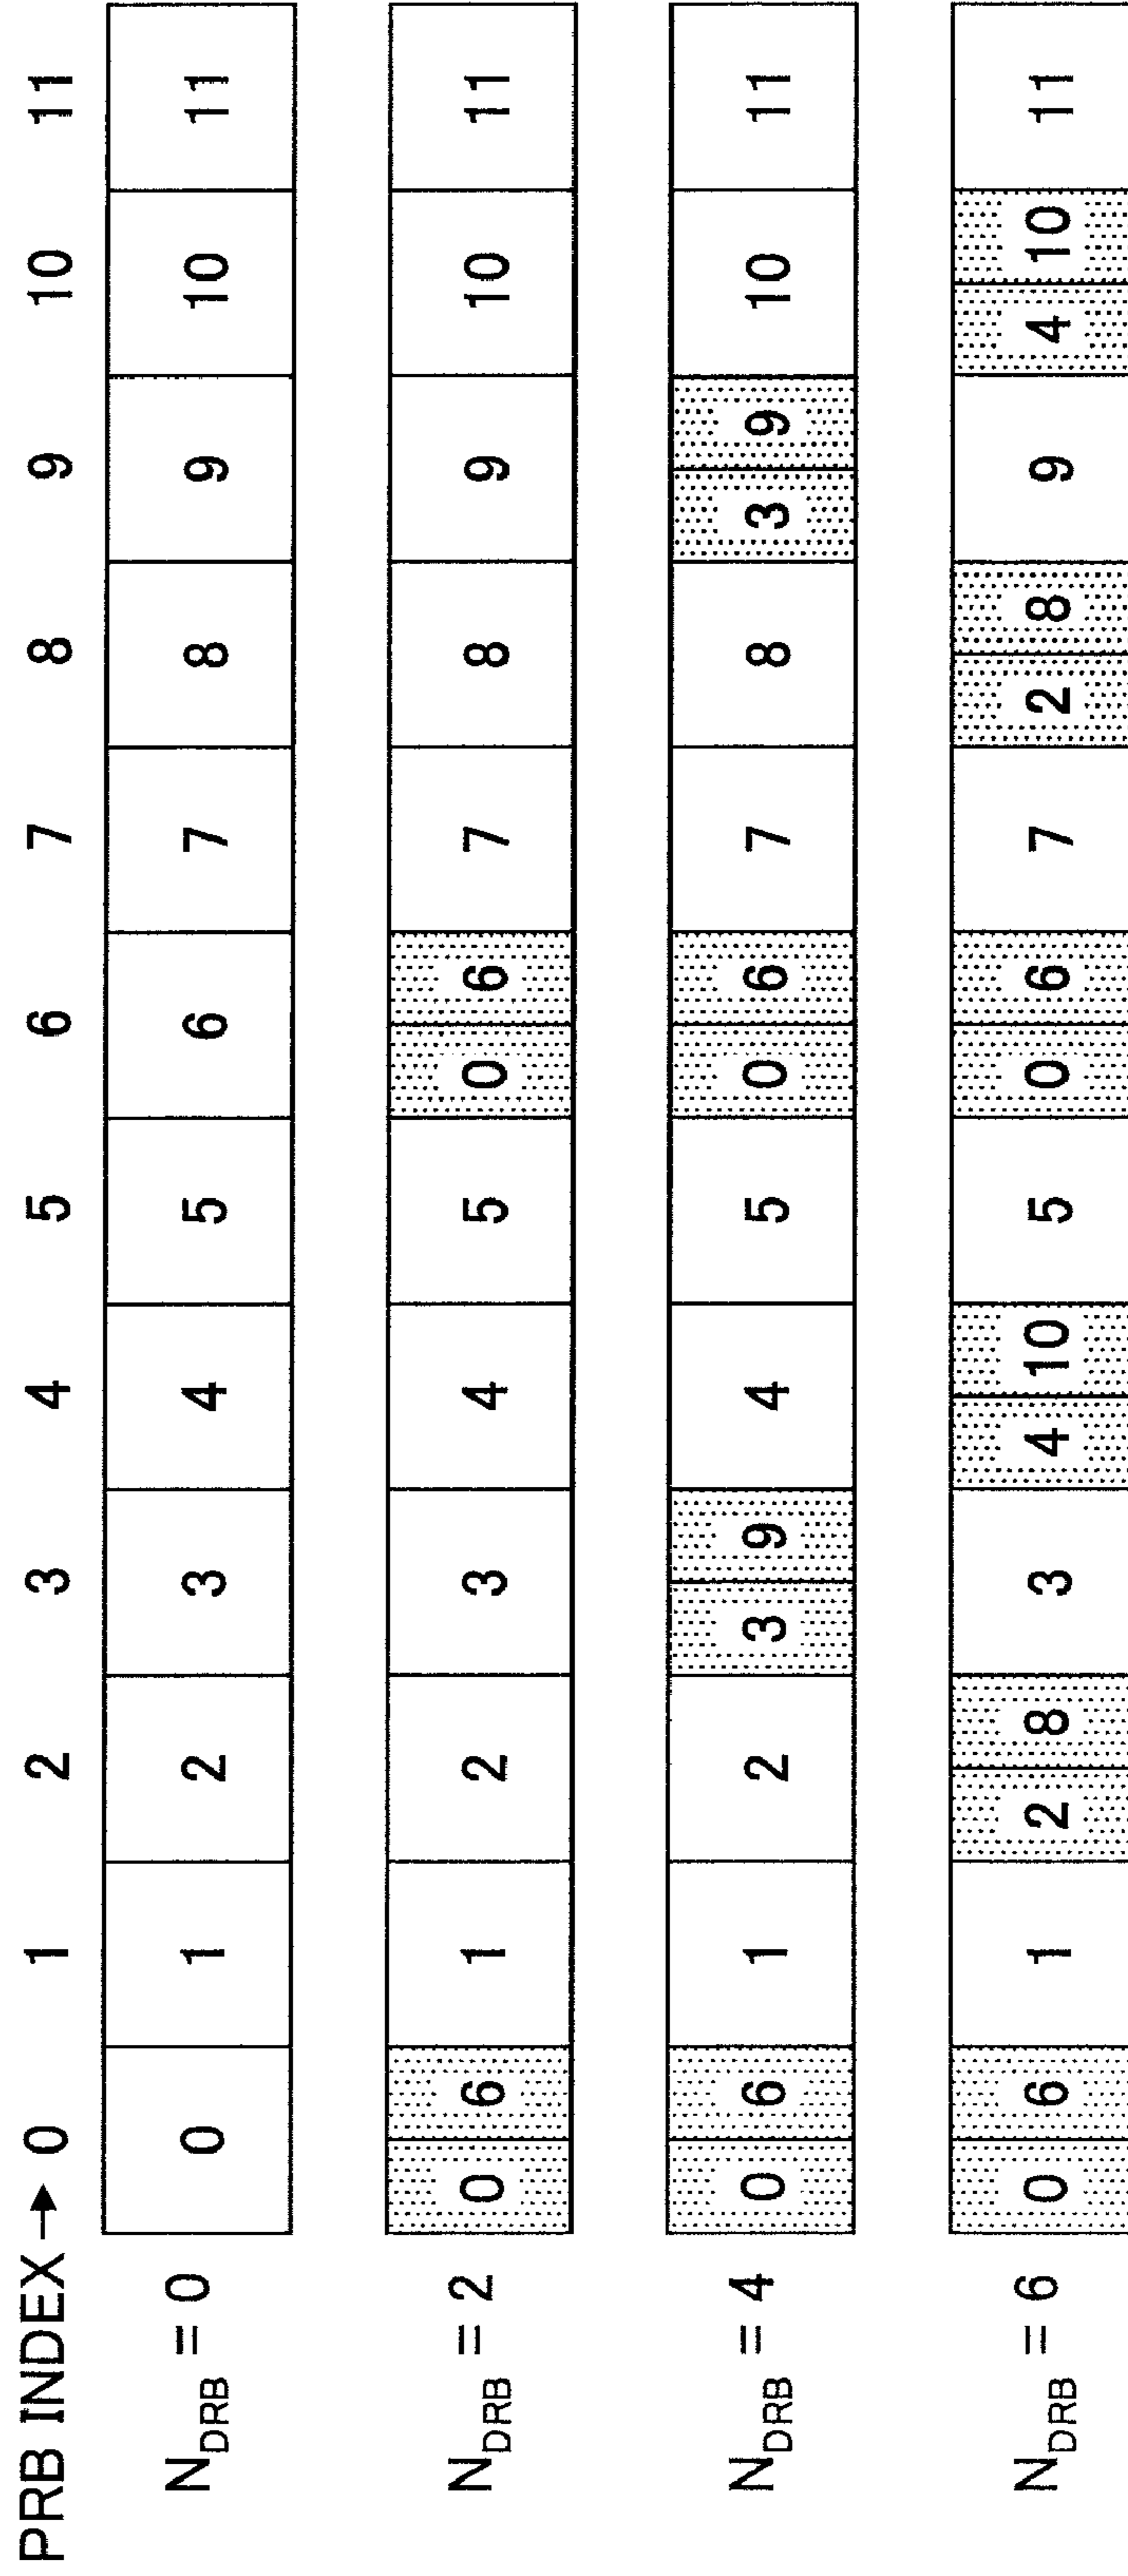 PRB INDEX → 0 1 2 3 4 5 6 7 8 9 10 11
N_DRB = 0 0 1 2 3 4 5 6 7 8 9 10 11
N_DRB = 2 0 6 1 2 3 4 5 0 6 7 8 9 10 11
N_DRB = 4 0 6 1 2 3 9 4 5 0 6 7 8 3 9 10 11
N_DRB = 6 0 6 1 2 8 3 4 10 5 0 6 7 2 8 9 4 10 11